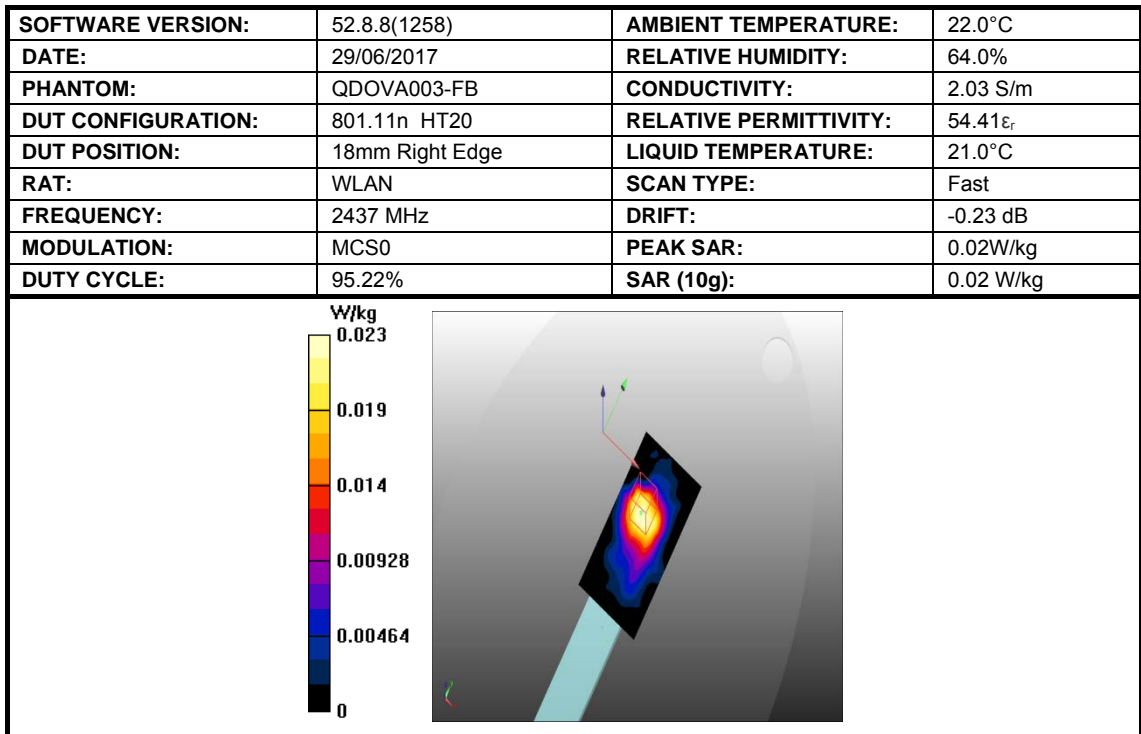 SOFTWARE VERSION: 52.8.8(1258) AMBIENT TEMPERATURE: 22.0°C
DATE: 29/06/2017 RELATIVE HUMIDITY: 64.0%
PHANTOM: QDOVA003-FB CONDUCTIVITY: 2.03 S/m
DUT CONFIGURATION: 801.11n HT20 RELATIVE PERMITTIVITY: 54.41εr
DUT POSITION: 18mm Right Edge LIQUID TEMPERATURE: 21.0°C
RAT: WLAN SCAN TYPE: Fast
FREQUENCY: 2437 MHz DRIFT: -0.23 dB
MODULATION: MCS0 PEAK SAR: 0.02W/kg
DUTY CYCLE: 95.22% SAR (10g): 0.02 W/kg
W/kg
0.023
0.019
0.014
0.00928
0.00464
0